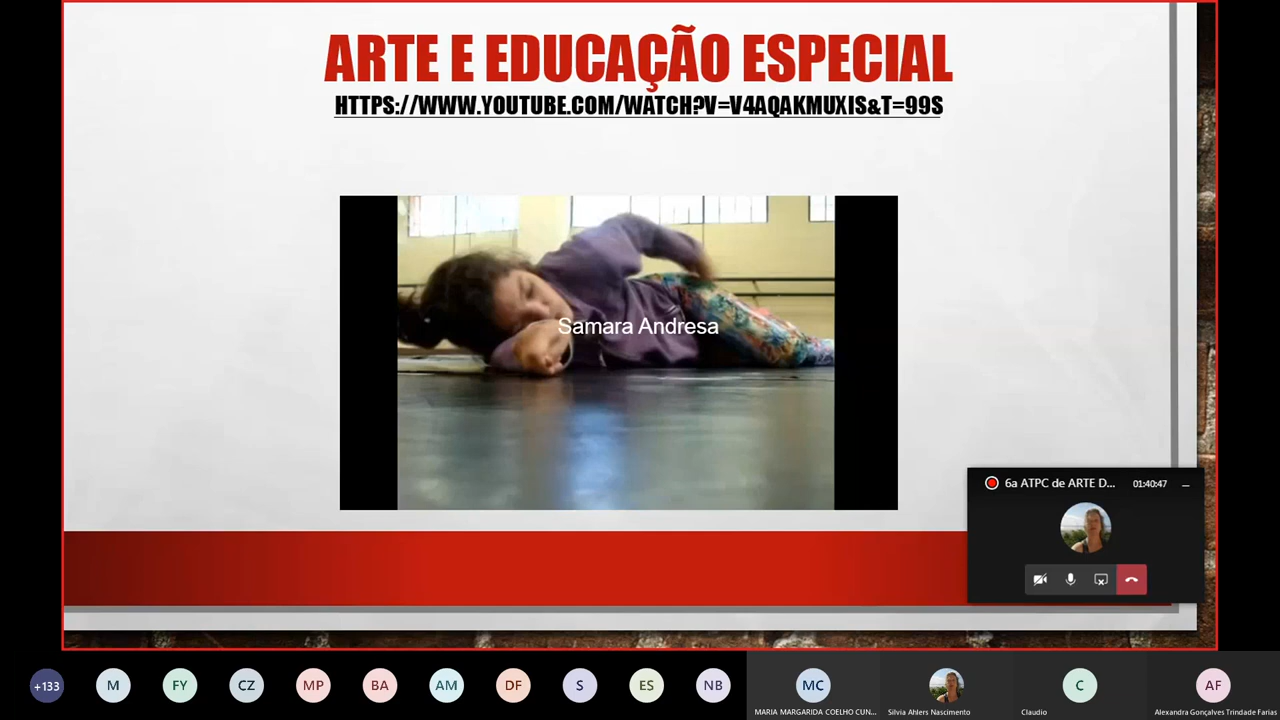 ARTE E EDUCAÇÃO ESPECIAL
HTTPS://WWW.YOUTUBE.COM/WATCH?V=V4AQAKMUXIS&T=99S
Samara Andresa
6a ATPC de ARTE D...
01:40:47
+133
M
FY
CZ
MP
BA
AM
DF
S
ES
NB
MC
C
AF
MARIA MARGARIDA COELHO CUN...
Silvia Ahlers Nascimento
Claudio
Alexandra Gonçalves Trindade Farias